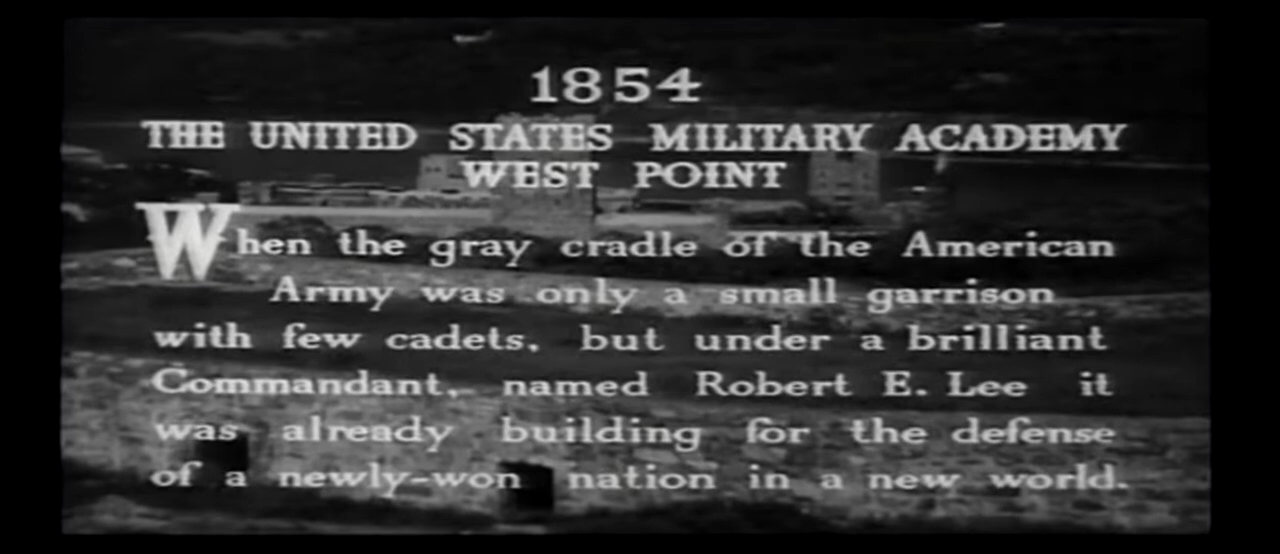 1854
THE UNITED STATES MILITARY ACADEMY
WEST POINT
When the gray cradle of the American
Army was only a small garrison
with few cadets, but under a brilliant
Commandant, named Robert E. Lee it
was already building for the defense
of a newly-won nation in a new world.